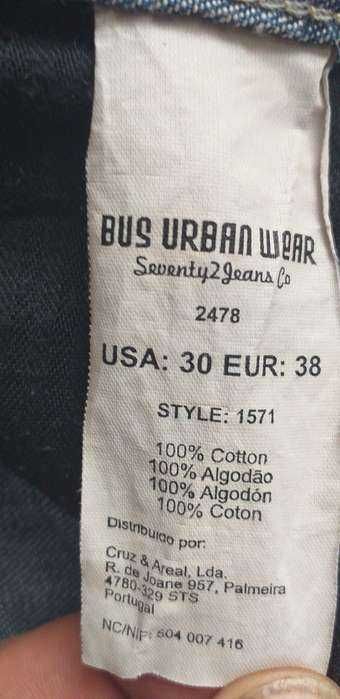 BUS URBAN WEAR
Seventy2Jeans Co
2478
USA: 30 EUR: 38
STYLE: 1571
100% Cotton
100% Algodão
100% Algodón
100% Coton
Distribuido por:
Cruz & Areal, Lda.
R. de Joane 957, Palmeira
4780-329 STS
Portugal
NC/NIP: 504 007 416